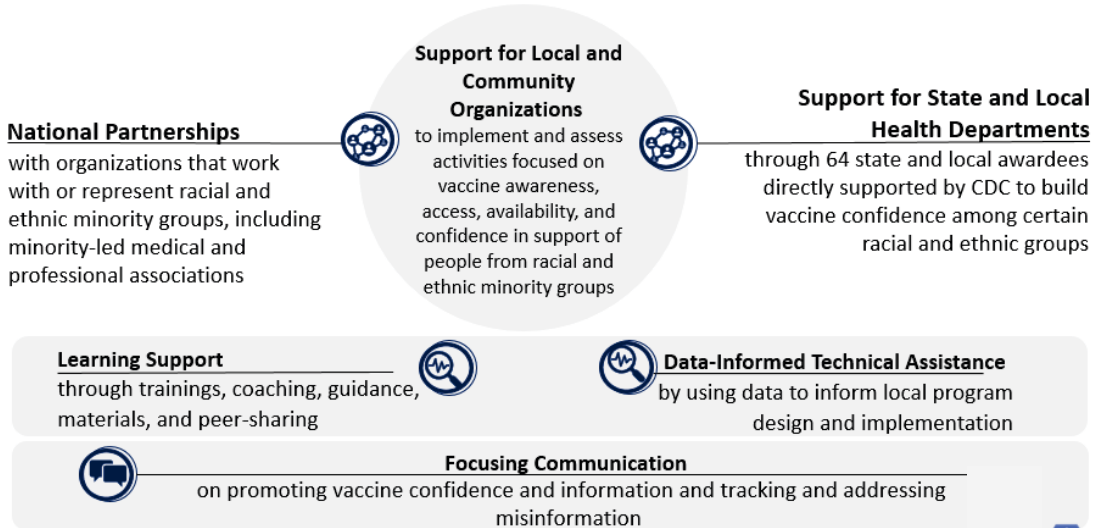 Support for Local and
Community
Organizations
to implement and assess
activities focused on
vaccine awareness,
access, availability, and
confidence in support of
people from racial and
ethnic minority groups
National Partnerships
with organizations that work
with or represent racial and
ethnic minority groups, including
minority-led medical and
professional associations
Support for State and Local
Health Departments
through 64 state and local awardees
directly supported by CDC to build
vaccine confidence among certain
racial and ethnic groups
Learning Support
through trainings, coaching, guidance,
materials, and peer-sharing
Data-Informed Technical Assistance
by using data to inform local program
design and implementation
Focusing Communication
on promoting vaccine confidence and information and tracking and addressing
misinformation